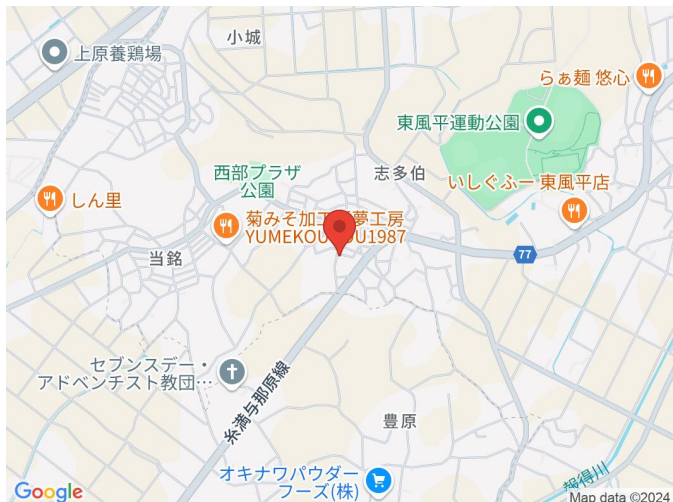 小城
上原養鶏場
らぁ麺 悠心
東風平運動公園
志多伯
西部プラザ
公園
いしぐふー 東風平店
しん里
菊みそ加工
夢工房
YUMEKOU
U1987
当銘
77
セブンスデー・
アドベンチスト教団…
糸満与那原線
豊原
オキナワパウダー
フーズ(株)
報得川
Google
Map data ©2024